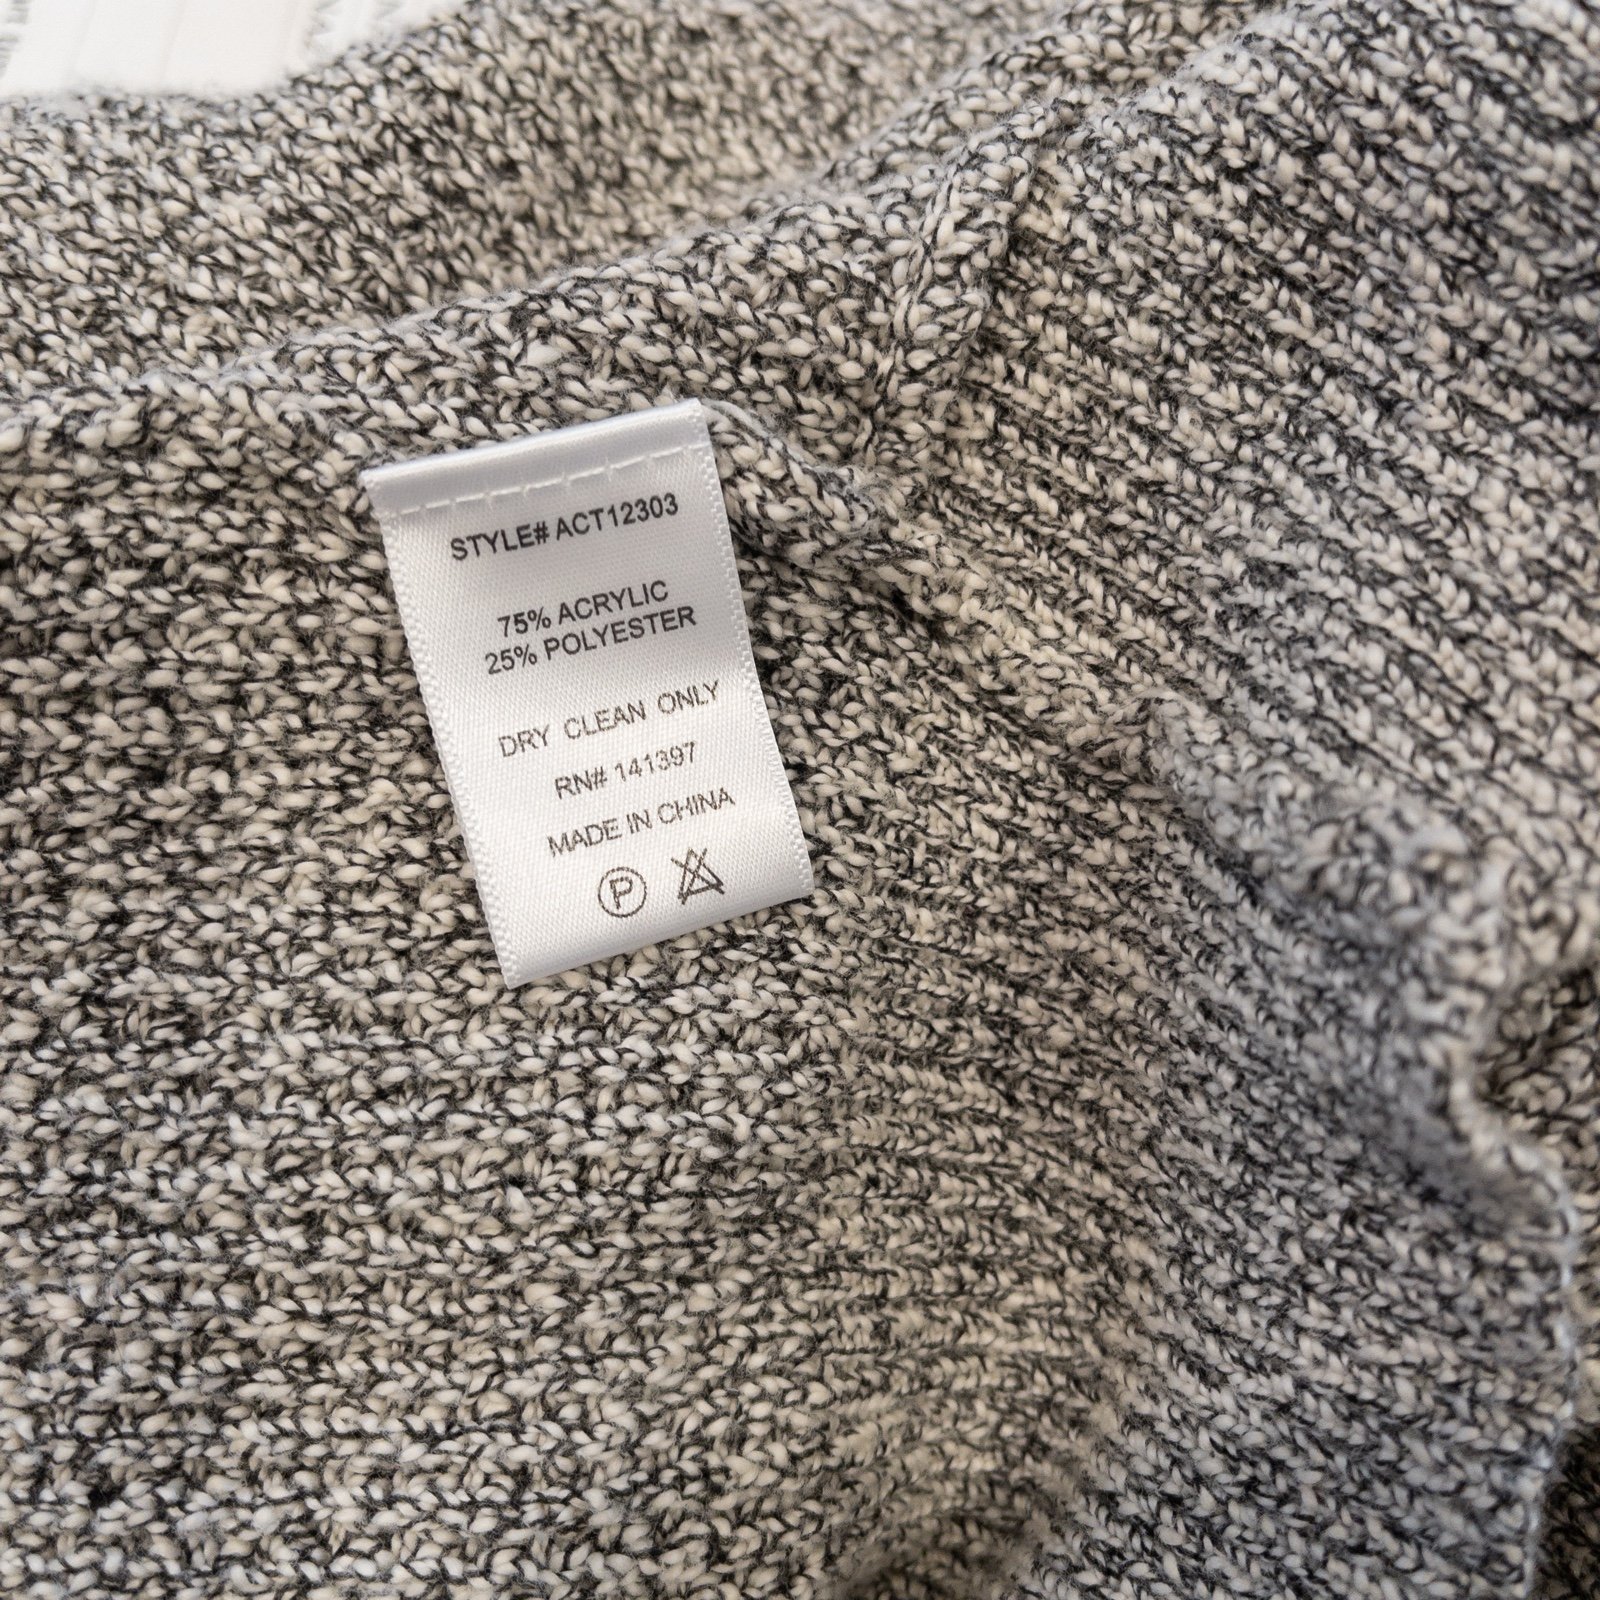 STYLE# ACT12303
75% ACRYLIC
25% POLYESTER
DRY CLEAN ONLY
RN# 141397
MADE IN CHINA
P